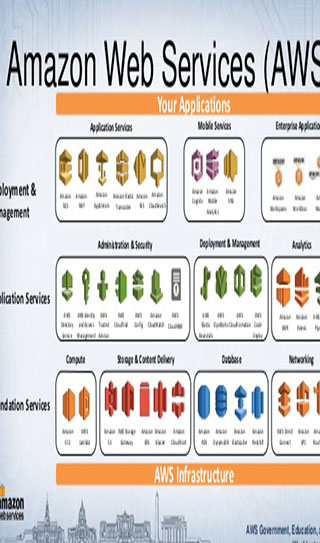 Amazon Web Services (AWS
Your Applications
Application Services
Mobile Services
Enterprise Applicatio
ployment &
nagement
Amazon SQS
Amazon SWF
Amazon AppStream
Amazon Elastic Transcoder
Amazon SES
Amazon CloudSearch
Amazon Cognito
Amazon Mobile Analytics
Amazon SNS
Amazon WorkSpaces
Amazon WorkDocs
Administration & Security
Deployment & Management
Analytics
plication Services
AWS Directory Service
AWS Identity and Access Management
AWS Trusted Advisor
AWS CloudTrail
AWS Config
Amazon CloudWatch
AWS CloudHSM
AWS Elastic Beanstalk
AWS OpsWorks
AWS CloudFormation
AWS Code Deploy
Amazon EMR
Amazon Kinesis
Compute
Storage & Content Delivery
Database
Networking
ndation Services
Amazon EC2
AWS Lambda
Amazon S3
AWS Storage Gateway
Amazon EBS
Amazon Glacier
Amazon CloudFront
Amazon RDS
Amazon DynamoDB
Amazon ElastiCache
Amazon Redshift
AWS Direct Connect
Amazon VPC
AWS Infrastructure
amazon
web services
AWS Government, Education, a